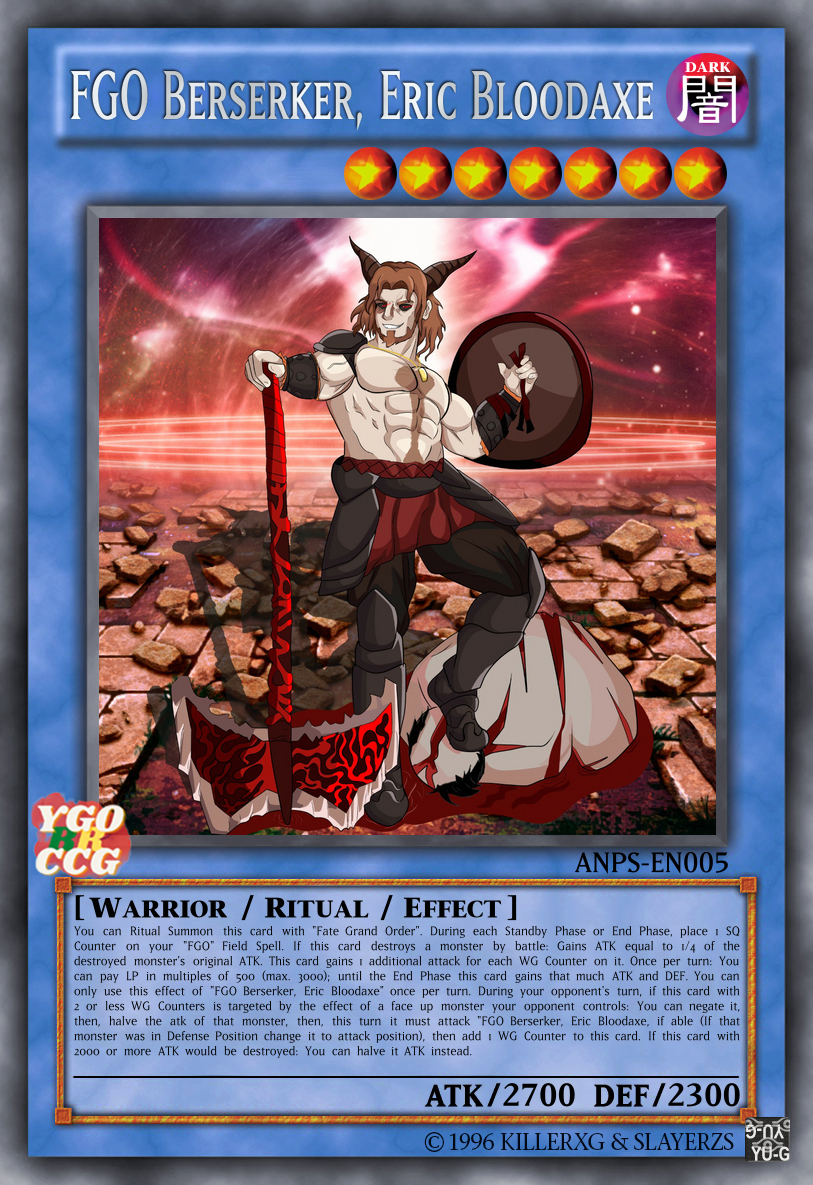 FGO Berserker, Eric Bloodaxe
DARK
闇
YGO
RR
CCG
ANPS-EN005
[ Warrior / Ritual / Effect ]
You can Ritual Summon this card with "Fate Grand Order". During each Standby Phase or End Phase, place 1 SQ
Counter on your "FGO" Field Spell. If this card destroys a monster by battle: Gains ATK equal to 1/4 of the
destroyed monster's original ATK. This card gains 1 additional attack for each WG Counter on it. Once per turn: You
can pay LP in multiples of 500 (max. 3000); until the End Phase this card gains that much ATK and DEF. You can
only use this effect of "FGO Berserker, Eric Bloodaxe" once per turn. During your opponent's turn, if this card with
2 or less WG Counters is targeted by the effect of a face up monster your opponent controls: You can negate it,
then, halve the atk of that monster, then, this turn it must attack "FGO Berserker, Eric Bloodaxe, if able (If that
monster was in Defense Position change it to attack position), then add 1 WG Counter to this card. If this card with
2000 or more ATK would be destroyed: You can halve it ATK instead.
ATK/2700 DEF/2300
© 1996 KILLERXG & SLAYERZS
YU-G